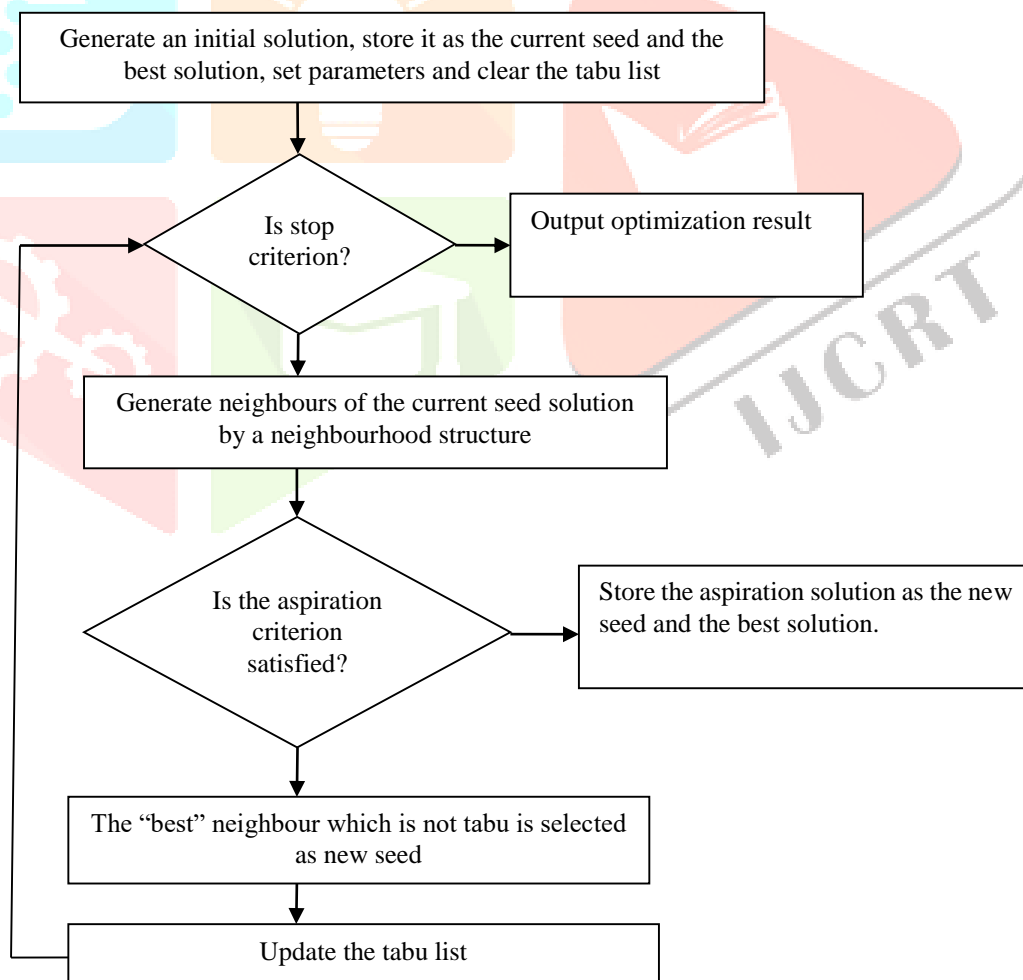 Generate an initial solution, store it as the current seed and the
best solution, set parameters and clear the tabu list
Is stop
criterion?
Output optimization result
Generate neighbours of the current seed solution
by a neighbourhood structure
Is the aspiration
criterion
satisfied?
Store the aspiration solution as the new
seed and the best solution.
The “best” neighbour which is not tabu is selected
as new seed
Update the tabu list
IJCRT